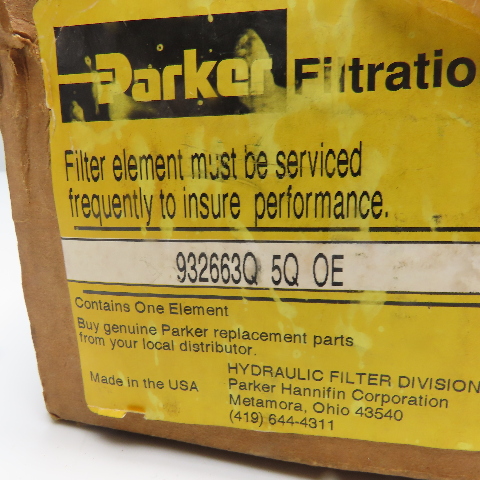 Parker Filtratio
Filter element must be serviced
frequently to insure performance.
932663Q 5Q OE
Contains One Element
Buy genuine Parker replacement parts
from your local distributor.
HYDRAULIC FILTER DIVISION
Made in the USA Parker Hannifin Corporation
Metamora, Ohio 43540
(419) 644-4311